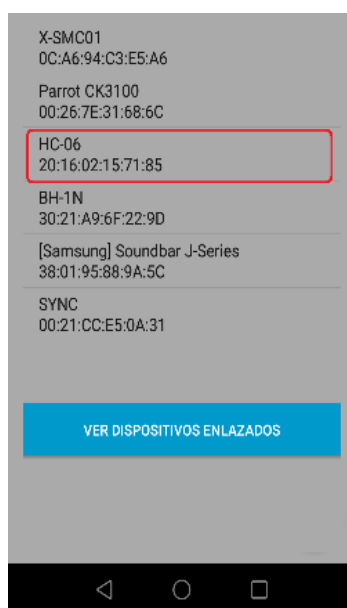 X-SMC01
0C:A6:94:C3:E5:A6
Parrot CK3100
00:26:7E:31:68:6C
HC-06
20:16:02:15:71:85
BH-1N
30:21:A9:6F:22:9D
[Samsung] Soundbar J-Series
38:01:95:88:9A:5C
SYNC
00:21:CC:E5:0A:31
VER DISPOSITIVOS ENLAZADOS